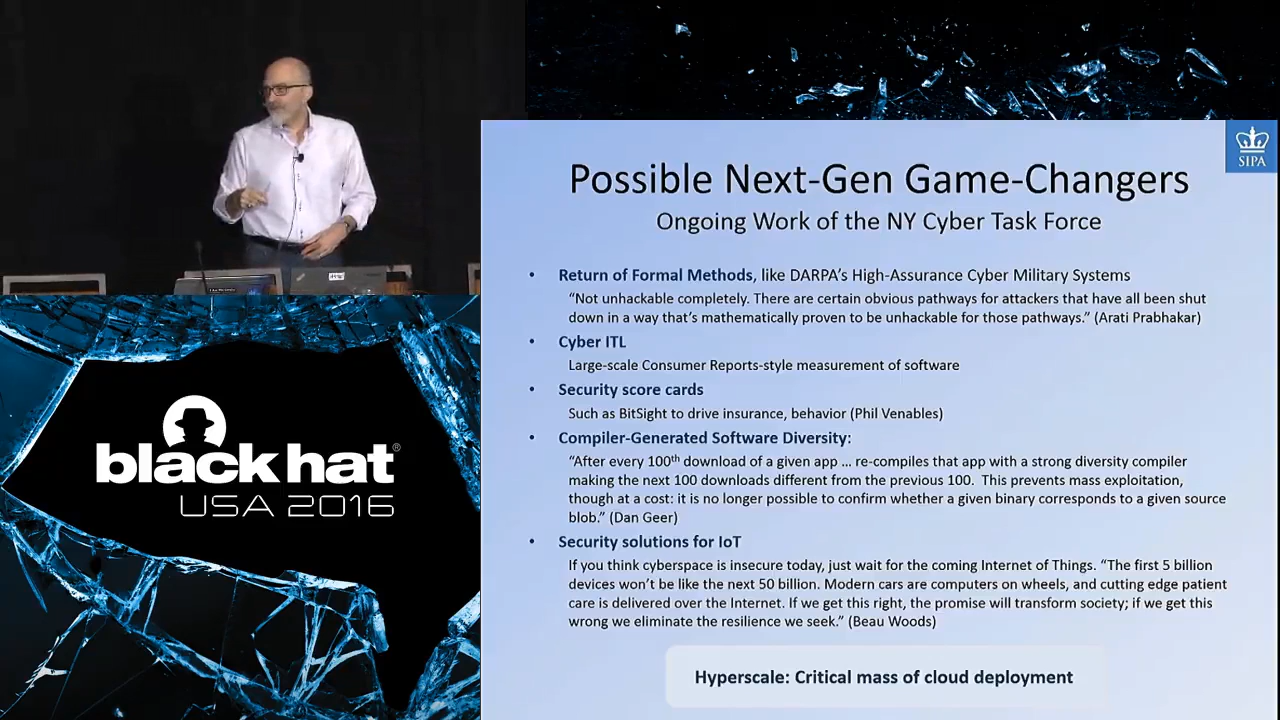 SIPA
Possible Next-Gen Game-Changers
Ongoing Work of the NY Cyber Task Force
• Return of Formal Methods, like DARPA’s High-Assurance Cyber Military Systems
“Not unhackable completely. There are certain obvious pathways for attackers that have all been shut
down in a way that’s mathematically proven to be unhackable for those pathways.” (Arati Prabhakar)
• Cyber ITL
Large-scale Consumer Reports-style measurement of software
• Security score cards
Such as BitSight to drive insurance, behavior (Phil Venables)
• Compiler-Generated Software Diversity:
“After every 100th download of a given app … re-compiles that app with a strong diversity compiler
making the next 100 downloads different from the previous 100.  This prevents mass exploitation,
though at a cost: it is no longer possible to confirm whether a given binary corresponds to a given source
blob.” (Dan Geer)
• Security solutions for IoT
If you think cyberspace is insecure today, just wait for the coming Internet of Things. “The first 5 billion
devices won’t be like the next 50 billion. Modern cars are computers on wheels, and cutting edge patient
care is delivered over the Internet. If we get this right, the promise will transform society; if we get this
wrong we eliminate the resilience we seek.” (Beau Woods)
Hyperscale: Critical mass of cloud deployment
black hat®
USA 2016